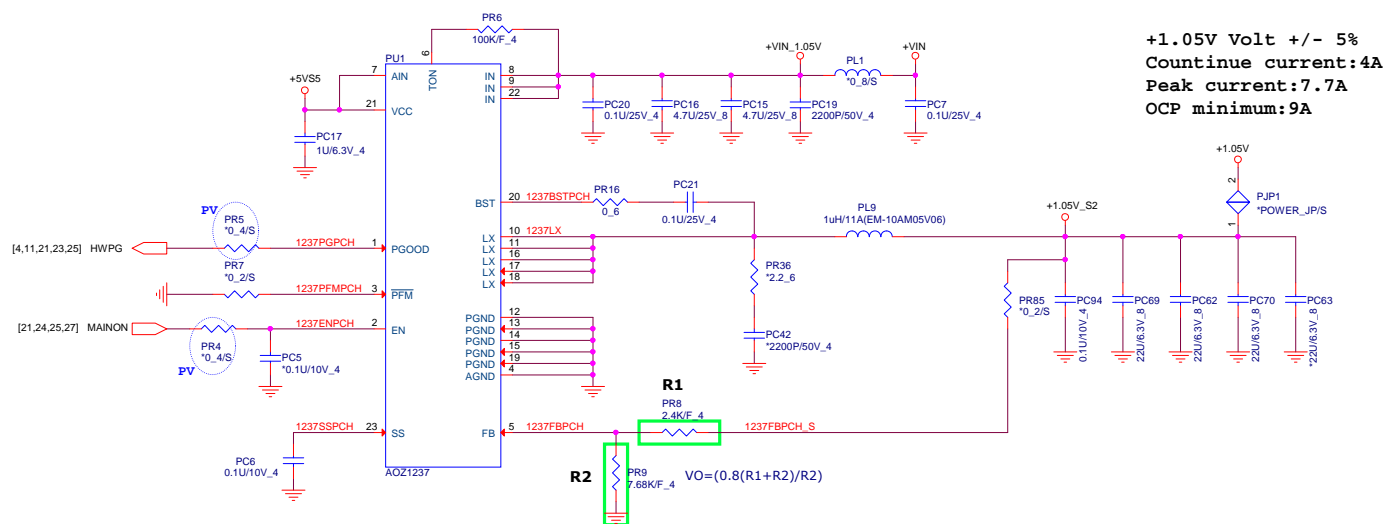 +1.05V Volt +/- 5%
Countinue current:4A
Peak current:7.7A
OCP minimum:9A
PR6
100K/F_4
PU1
6
TON
+5VS5
7
AIN
21
VCC
PC17
1U/6.3V_4
IN
8
IN
9
IN
22
PC20
0.1U/25V_4
PC16
4.7U/25V_8
PC15
4.7U/25V_8
+VIN_1.05V
PC19
2200P/50V_4
PL1
*0_8/S
+VIN
PC7
0.1U/25V_4
BST
20
1237BSTPCH
PR16
0_6
PC21
0.1U/25V_4
PV
PR5
*0_4/S
[4,11,21,23,25] HWPG
1237PGPCH
1
PGOOD
PR7
*0_2/S
1237PFMPCH
3
PFM
[21,24,25,27] MAINON
1237ENPCH
2
EN
PR4
*0_4/S
PV
PC5
*0.1U/10V_4
LX
10
1237LX
LX
11
LX
16
LX
17
LX
18
PL9
1uH/11A(EM-10AM05V06)
PR36
*2.2_6
PC42
*2200P/50V_4
PGND
12
PGND
13
PGND
14
PGND
15
PGND
19
AGND
4
+1.05V
2
PJP1
*POWER_JP/S
1
+1.05V_S2
PR85
*0_2/S
PC94
0.1U/10V_4
PC69
22U/6.3V_8
PC62
22U/6.3V_8
PC70
22U/6.3V_8
PC63
*22U/6.3V_8
1237SSPCH
23
SS
PC6
0.1U/10V_4
FB
5
1237FBPCH
R1
PR8
2.4K/F_4
1237FBPCH_S
R2
PR9
7.68K/F_4
VO=(0.8(R1+R2)/R2)
AOZ1237